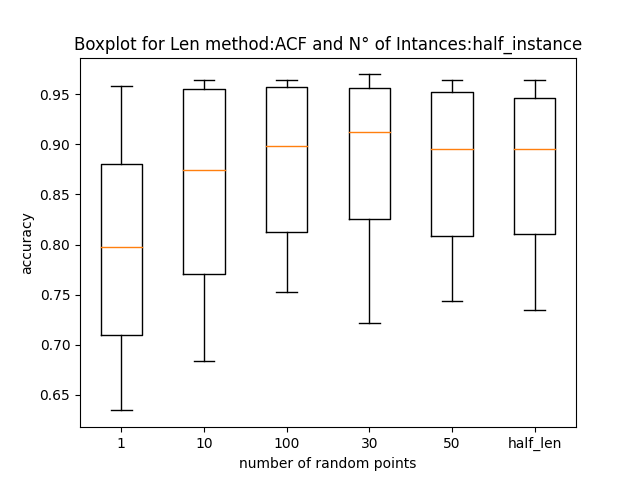 Boxplot for Len method:ACF and N° of Intances:half_instance
0.95
0.90
0.85
0.80
0.75
0.70
0.65
accuracy
1 10 100 30 50 half_len
number of random points